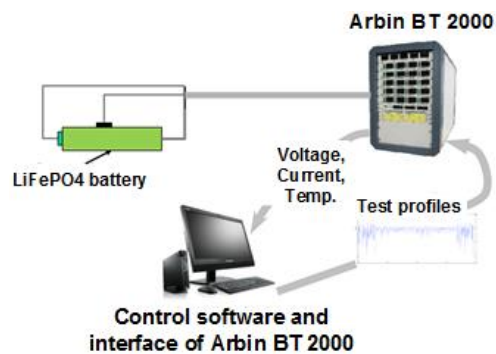 Arbin BT 2000
LiFePO4 battery
Voltage,
Current,
Temp.
Test profiles
Control software and
interface of Arbin BT 2000